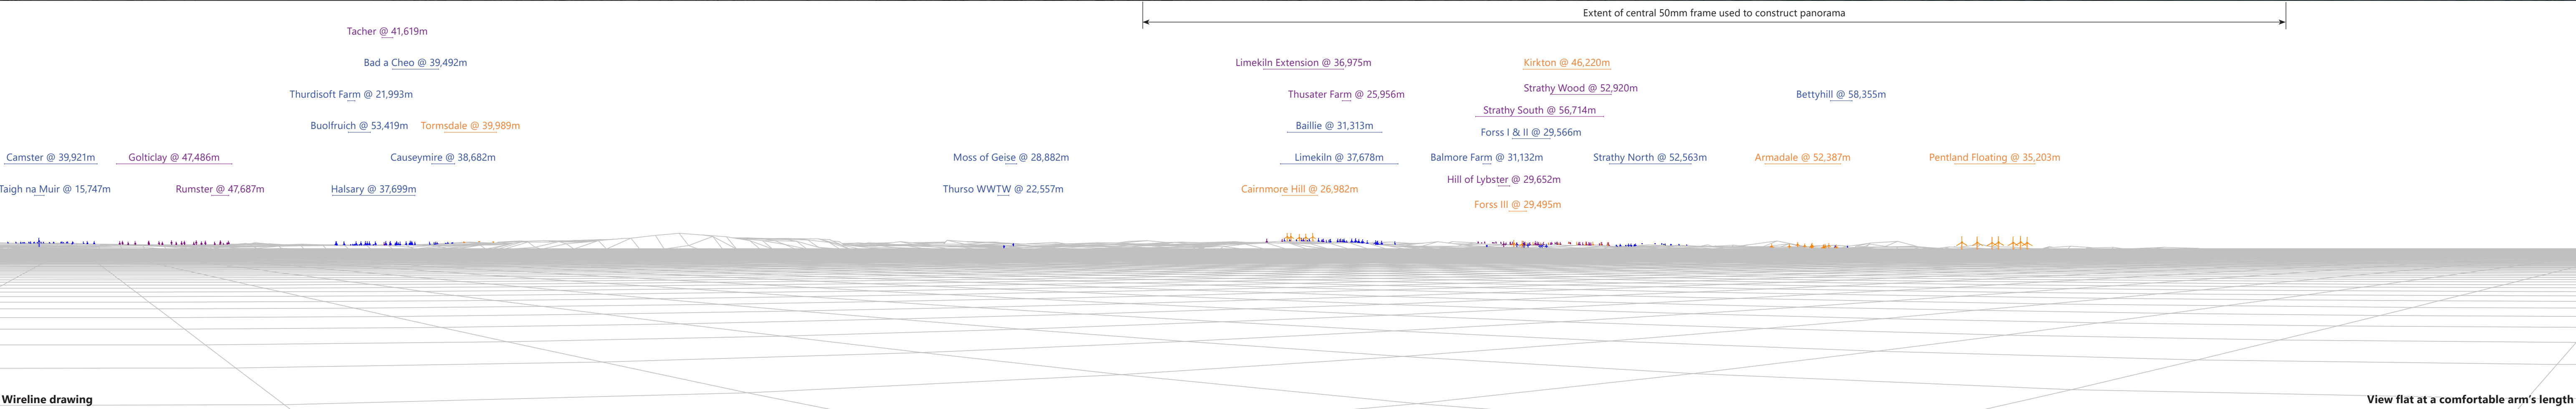 Extent of central 50mm frame used to construct panorama
Tacher @ 41,619m
Bad a Cheo @ 39,492m
Limekiln Extension @ 36,975m
Kirkton @ 46,220m
Strathy Wood @ 52,920m
Thurdisoft Farm @ 21,993m
Thusater Farm @ 25,956m
Bettyhill @ 58,355m
Strathy South @ 56,714m
Buolfruich @ 53,419m
Tormsdale @ 39,989m
Baillie @ 31,313m
Forss I & II @ 29,566m
Camster @ 39,921m
Golticlay @ 47,486m
Causeymire @ 38,682m
Moss of Geise @ 28,882m
Limekiln @ 37,678m
Balmore Farm @ 31,132m
Strathy North @ 52,563m
Armadale @ 52,387m
Pentland Floating @ 35,203m
Hill of Lybster @ 29,652m
Taigh na Muir @ 15,747m
Rumster @ 47,687m
Halsary @ 37,699m
Thurso WWTW @ 22,557m
Cairnmore Hill @ 26,982m
Forss III @ 29,495m
Wireline drawing
View flat at a comfortable arm's length